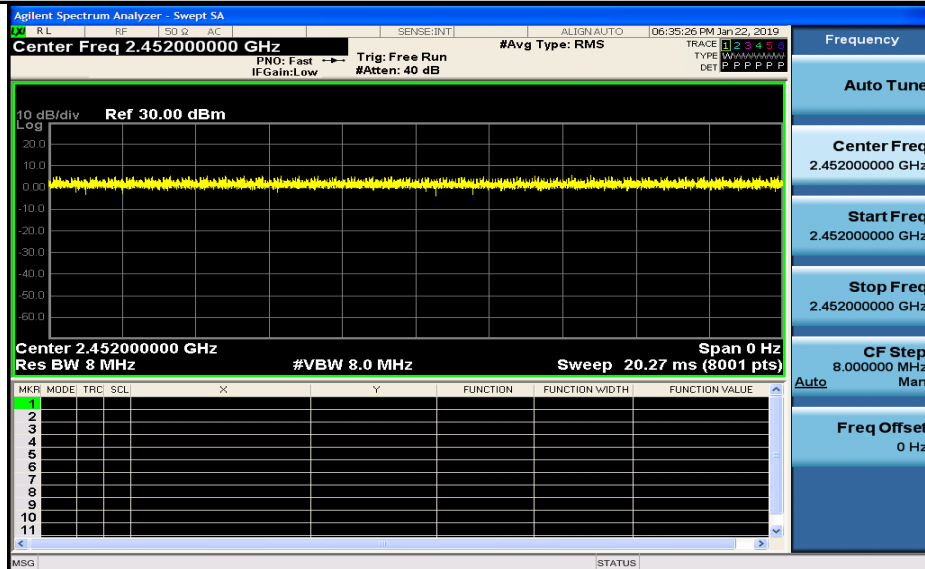 Agilent Spectrum Analyzer - Swept SA
RL RF 50 Ω AC SENSE:INT ALIGN AUTO 06:35:26 PM Jan 22, 2019
Center Freq 2.452000000 GHz
PNO: Fast
IFGain:Low
Trig: Free Run
#Atten: 40 dB
#Avg Type: RMS
TRACE 1 2 3 4 5 6
TYPE WWWWWW
DET P P P P P P
10 dB/div Ref 30.00 dBm
Log
20.0
10.0
0.00
-10.0
-20.0
-30.0
-40.0
-50.0
-60.0
Center 2.452000000 GHz Span 0 Hz
Res BW 8 MHz #VBW 8.0 MHz Sweep 20.27 ms (8001 pts)
MKR MODE TRC SCL X Y FUNCTION FUNCTION WIDTH FUNCTION VALUE
1
2
3
4
5
6
7
8
9
10
11
MSG STATUS
Frequency
Auto Tune
Center Freq
2.452000000 GHz
Start Freq
2.452000000 GHz
Stop Freq
2.452000000 GHz
CF Step
8.000000 MHz
Auto Man
Freq Offset
0 Hz